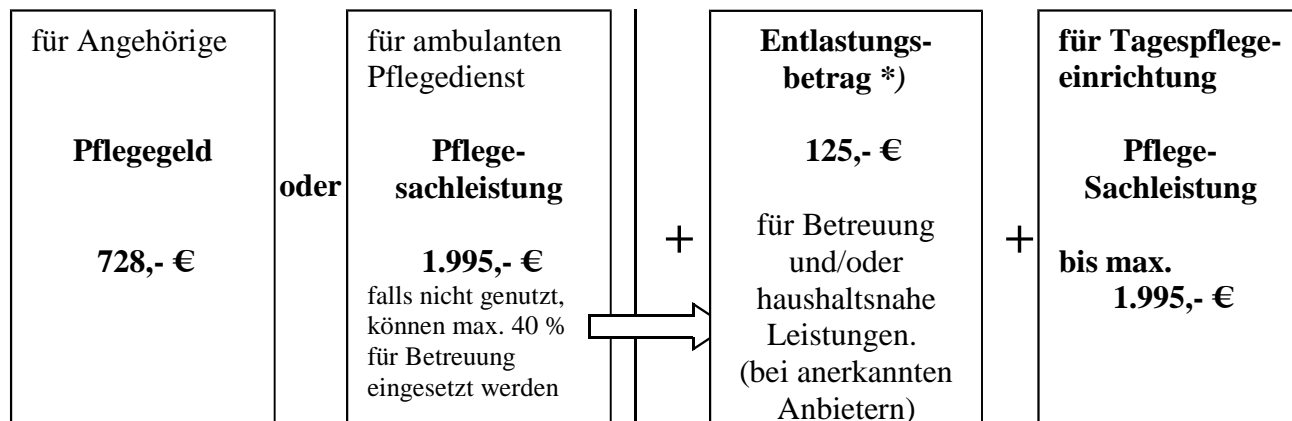 für Angehörige
Pflegegeld
728,- €
oder
für ambulanten
Pflegedienst
Pflege-
sachleistung
1.995,- €
falls nicht genutzt,
können max. 40 %
für Betreuung
eingesetzt werden
+
Entlastungs-
betrag *)
125,- €
für Betreuung
und/oder
haushaltsnahe
Leistungen.
(bei anerkannten
Anbietern)
+
für Tagespflege-
einrichtung
Pflege-
Sachleistung
bis max.
1.995,- €